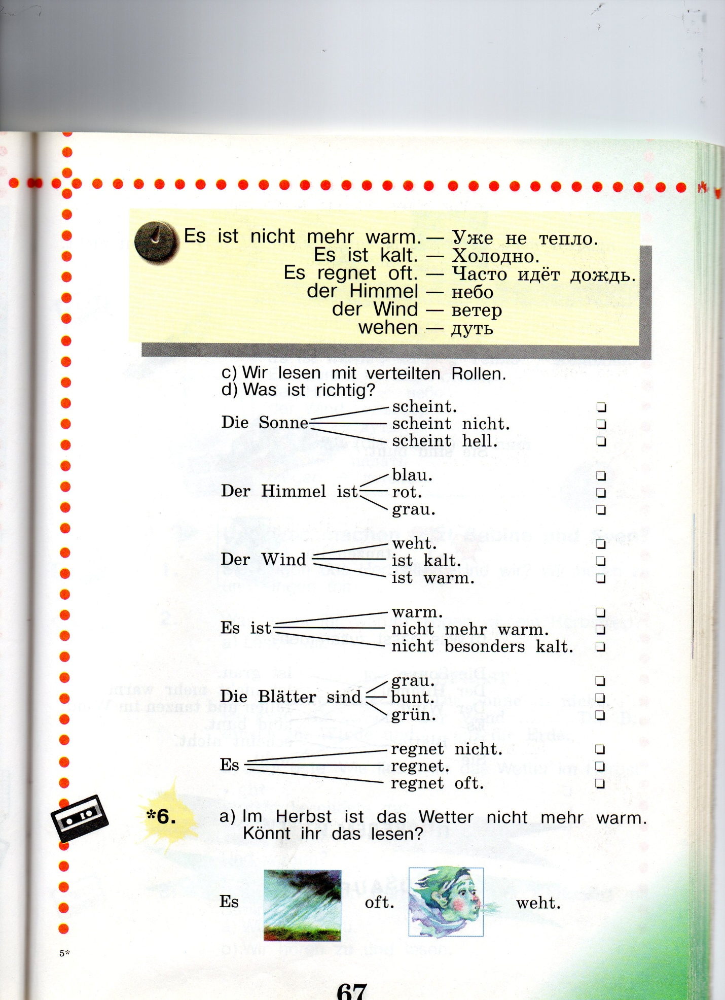 Es ist nicht mehr warm. — Уже не тепло.
Es ist kalt. — Холодно.
Es regnet oft. — Часто идёт дождь.
der Himmel — небо
der Wind — ветер
wehen — дуть
c) Wir lesen mit verteilten Rollen.
d) Was ist richtig?
scheint.
Die Sonne scheint nicht.
scheint hell.
blau.
Der Himmel ist rot.
grau.
weht.
Der Wind ist kalt.
ist warm.
warm.
Es ist nicht mehr warm.
nicht besonders kalt.
grau.
Die Blätter sind bunt.
grün.
regnet nicht.
Es regnet.
regnet oft.
*6. a) Im Herbst ist das Wetter nicht mehr warm.
Könnt ihr das lesen?
Es oft. weht.
5*
67